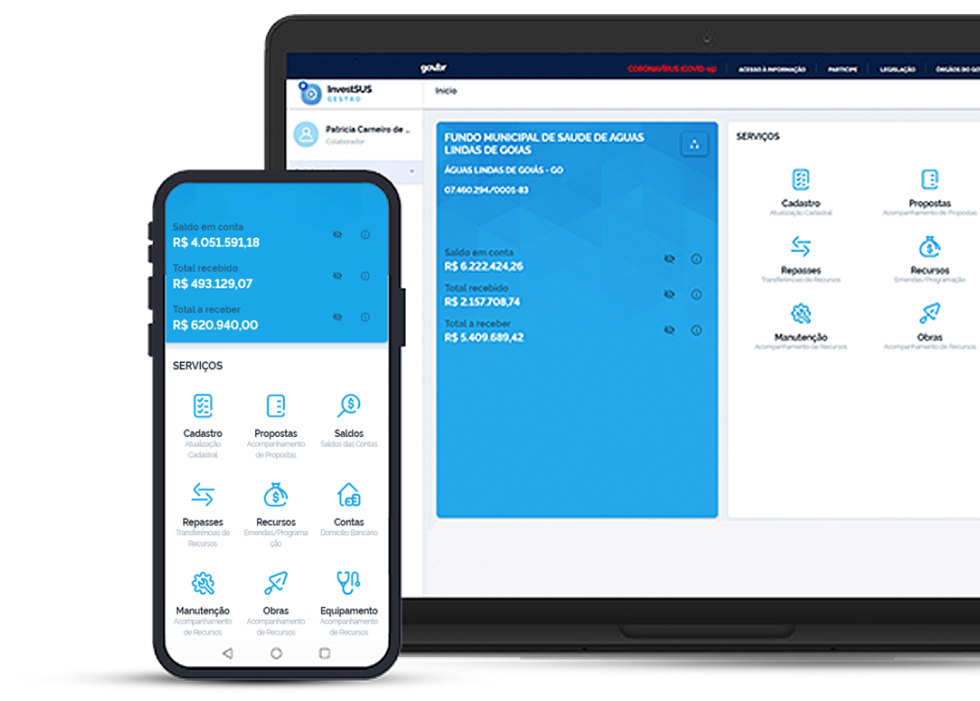 gov.br
CORONAVÍRUS (COVID-19)
ACESSO À INFORMAÇÃO
PARTICIPE
LEGISLAÇÃO
ÓRGÃOS DO GO
InvestSUS
GESTÃO
Início
Patricia Carneiro de ...
Colaborador
FUNDO MUNICIPAL DE SAUDE DE AGUAS
LINDAS DE GOIAS
ÁGUAS LINDAS DE GOIÁS - GO
07.460.294/0001-83
Saldo em conta
R$ 6.222.424,26
Total recebido
R$ 2.157.708,74
Total a receber
R$ 5.409.689,42
SERVIÇOS
Cadastro
Atualização Cadastral
Propostas
Acompanhamento de Propostas
Repasses
Transferências de Recursos
Recursos
Emendas/Programação
Manutenção
Acompanhamento de Recursos
Obras
Acompanhamento de Recursos
Saldo em conta
R$ 4.051.591,18
Total recebido
R$ 493.129,07
Total a receber
R$ 620.940,00
SERVIÇOS
Cadastro
Atualização
Cadastral
Propostas
Acompanhamento
de Propostas
Saldos
Saldos das Contas
Repasses
Transferências de
Recursos
Recursos
Emendas/Programa
ção
Contas
Domicílio Bancário
Manutenção
Acompanhamento
de Recursos
Obras
Acompanhamento
de Recursos
Equipamento
Acompanhamento
de Recursos